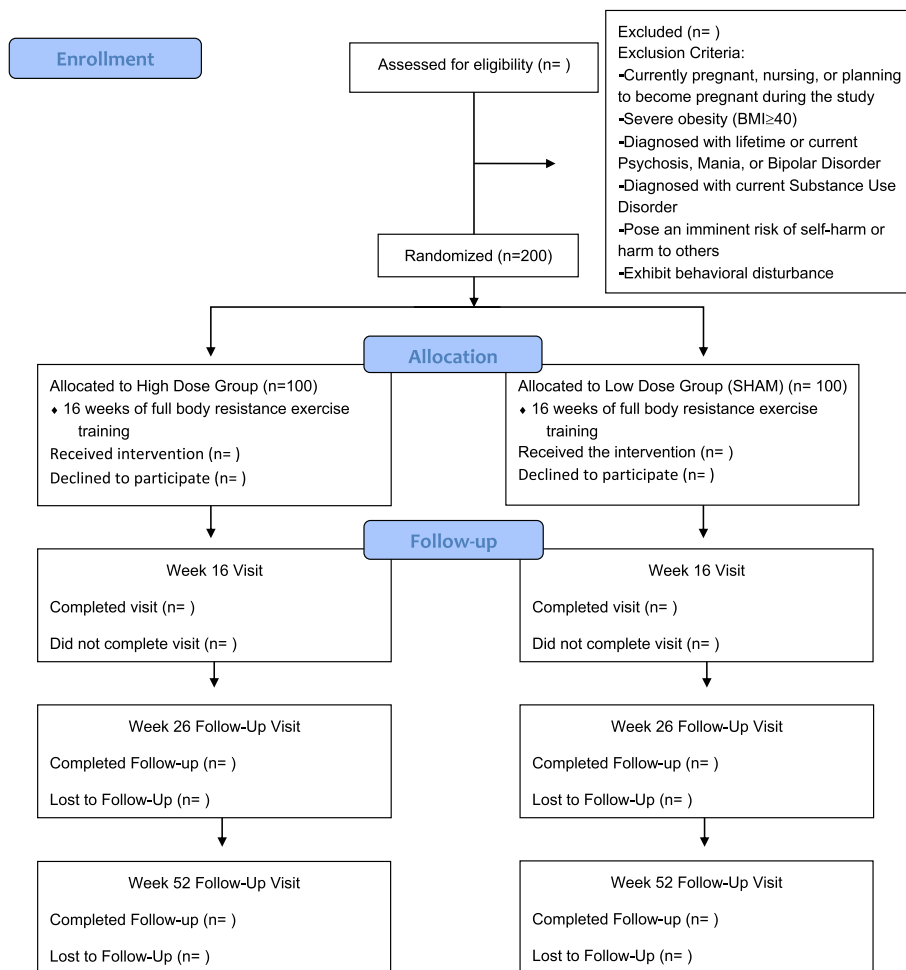 Enrollment
Assessed for eligibility (n= )
Excluded (n= )
Exclusion Criteria:
-Currently pregnant, nursing, or planning
to become pregnant during the study
-Severe obesity (BMI≥40)
-Diagnosed with lifetime or current
Psychosis, Mania, or Bipolar Disorder
-Diagnosed with current Substance Use
Disorder
-Pose an imminent risk of self-harm or
harm to others
-Exhibit behavioral disturbance
Randomized (n=200)
Allocation
Allocated to High Dose Group (n=100)
♦ 16 weeks of full body resistance exercise
training
Received intervention (n= )
Declined to participate (n= )
Allocated to Low Dose Group (SHAM) (n= 100)
♦ 16 weeks of full body resistance exercise
training
Received the intervention (n= )
Declined to participate (n= )
Follow-up
Week 16 Visit
Completed visit (n= )
Did not complete visit (n= )
Week 16 Visit
Completed visit (n= )
Did not complete visit (n= )
Week 26 Follow-Up Visit
Completed Follow-up (n= )
Lost to Follow-Up (n= )
Week 26 Follow-Up Visit
Completed Follow-up (n= )
Lost to Follow-Up (n= )
Week 52 Follow-Up Visit
Completed Follow-up (n= )
Lost to Follow-Up (n= )
Week 52 Follow-Up Visit
Completed Follow-up (n= )
Lost to Follow-Up (n= )